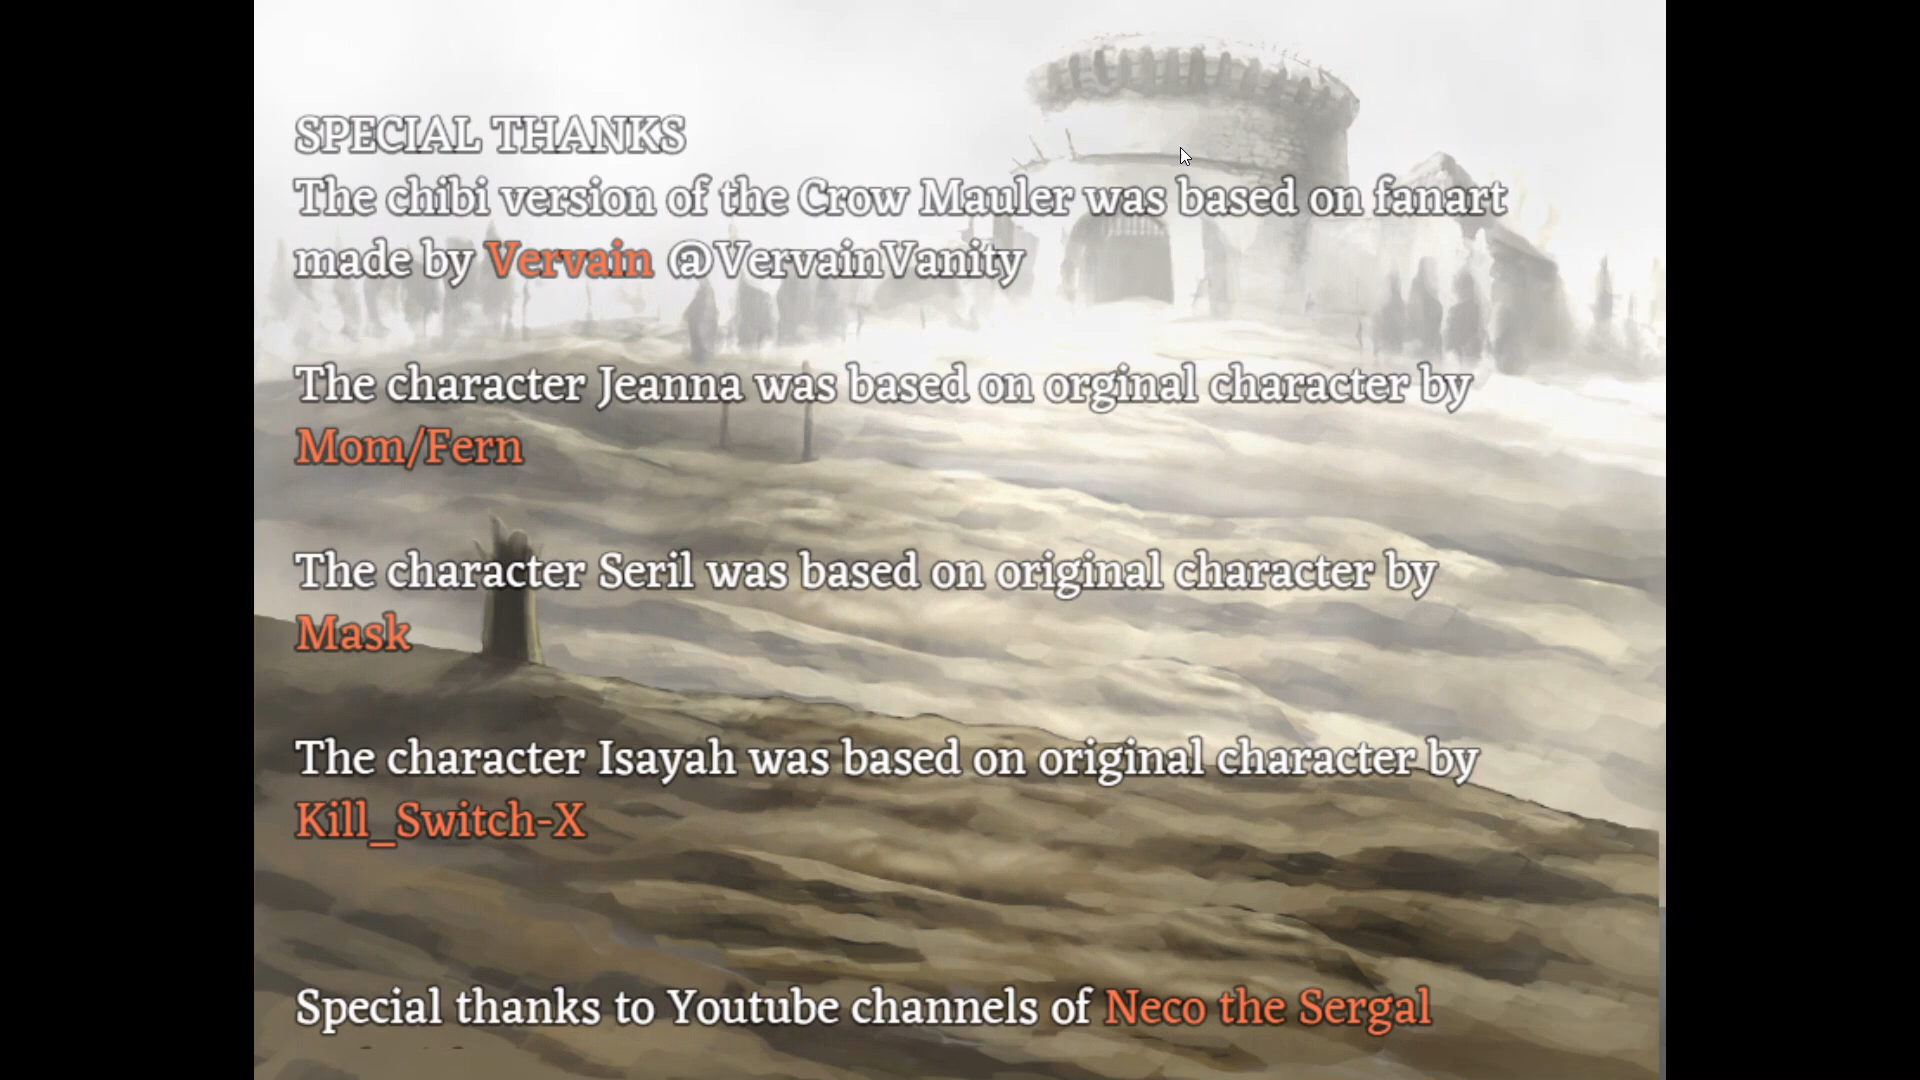 SPECIAL THANKS
The chibi version of the Crow Mauler was based on fanart
made by Vervain @VervainVanity
The character Jeanna was based on orginal character by
Mom/Fern
The character Seril was based on original character by
Mask
The character Isayah was based on original character by
Kill_Switch-X
Special thanks to Youtube channels of Neco the Sergal